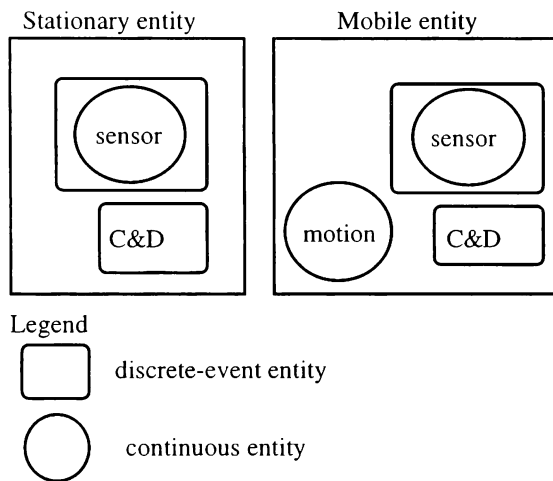 Stationary entity
Mobile entity
sensor
C&D
sensor
motion
C&D
Legend
discrete-event entity
continuous entity